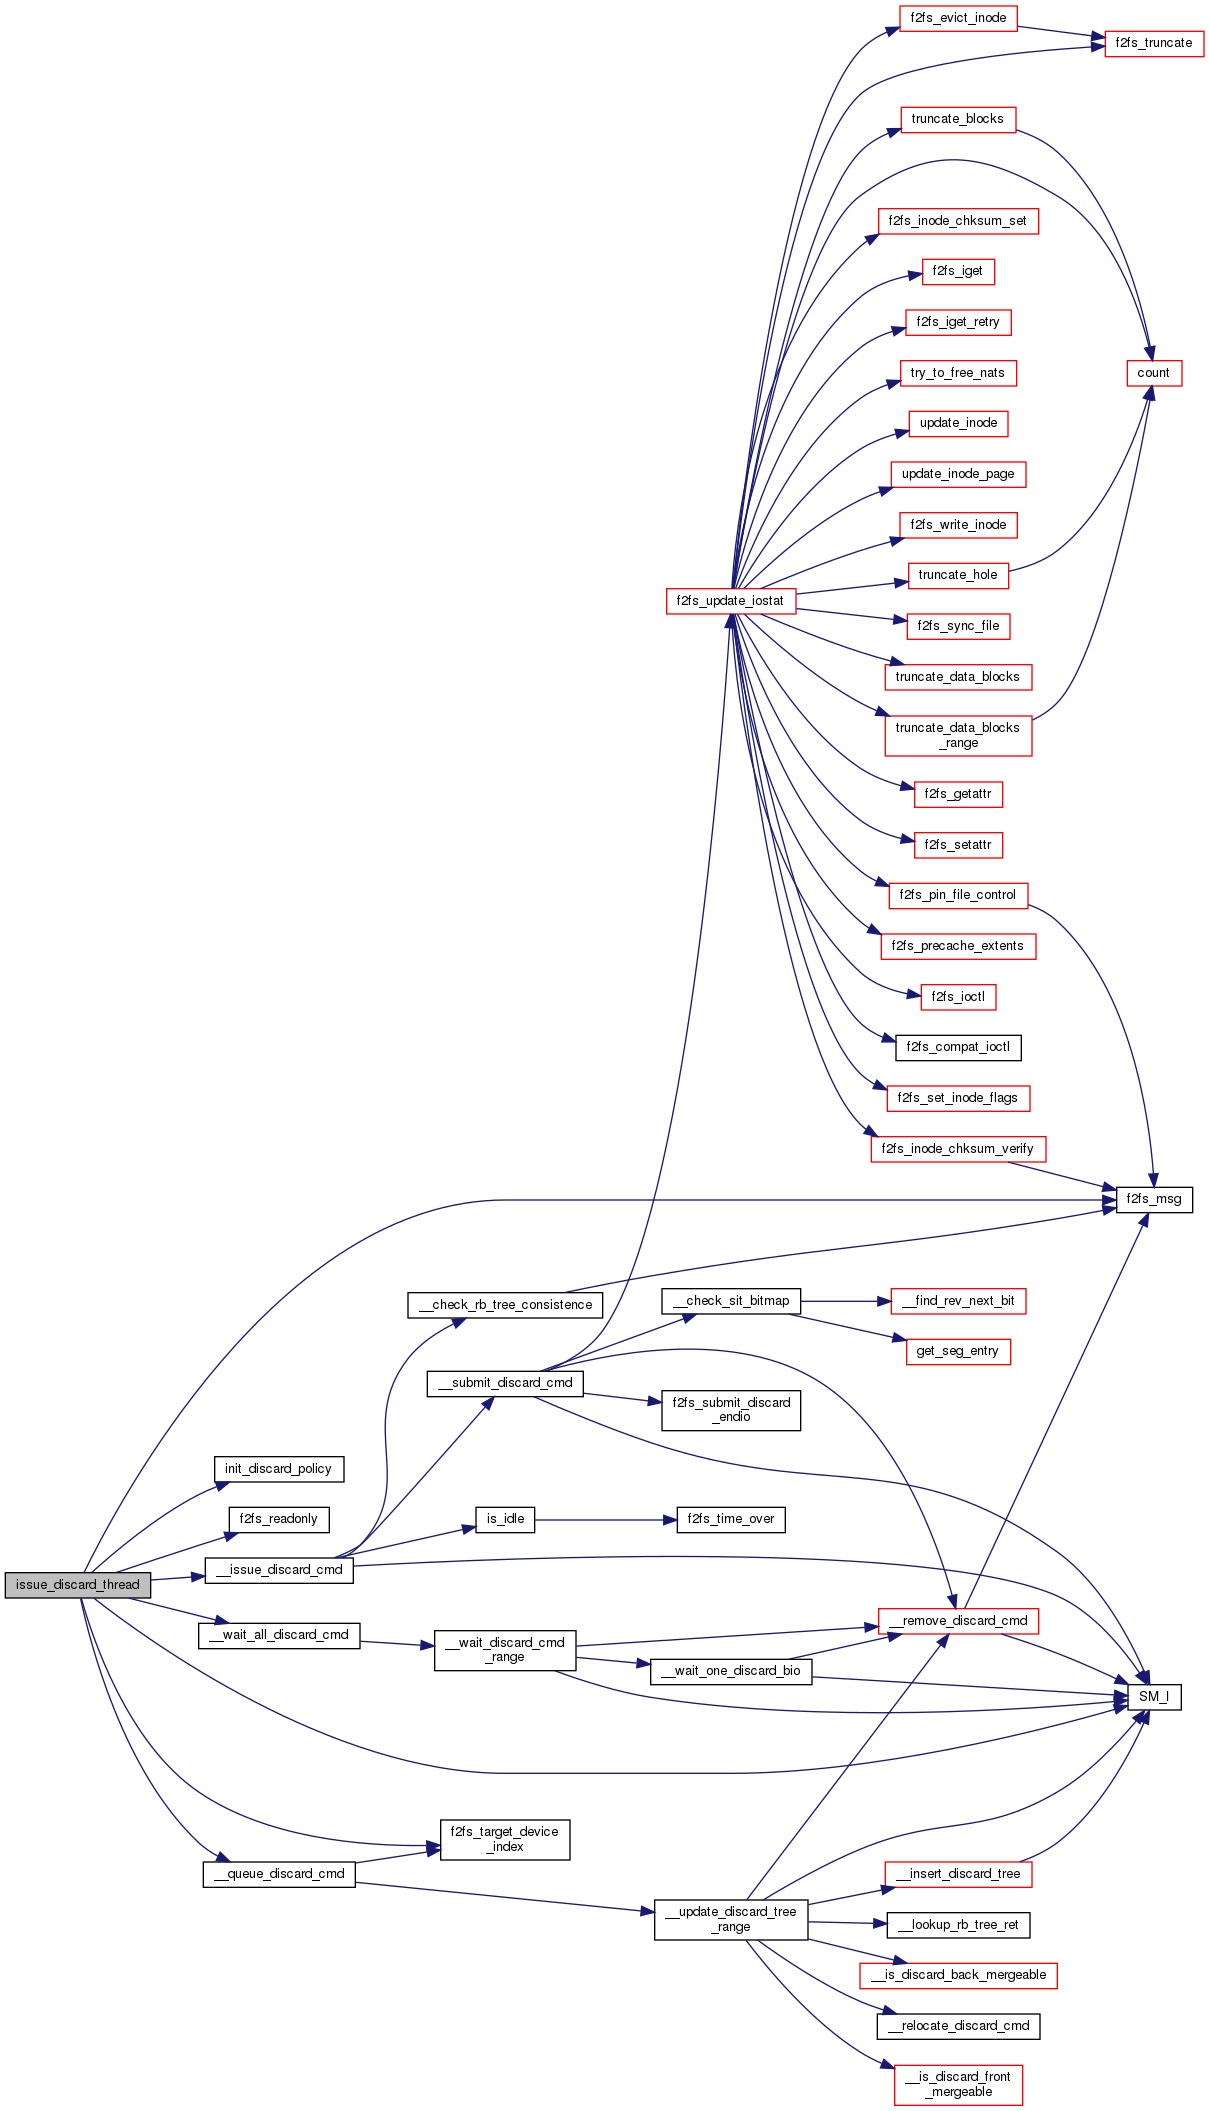 f2fs_evict_inode
f2fs_truncate
truncate_blocks
f2fs_inode_chksum_set
f2fs_iget
f2fs_iget_retry
try_to_free_nats
count
update_inode
update_inode_page
f2fs_write_inode
truncate_hole
f2fs_update_iostat
f2fs_sync_file
truncate_data_blocks
truncate_data_blocks
_range
f2fs_getattr
f2fs_setattr
f2fs_pin_file_control
f2fs_precache_extents
f2fs_ioctl
f2fs_compat_ioctl
f2fs_set_inode_flags
f2fs_inode_chksum_verify
f2fs_msg
__check_rb_tree_consistence
__check_sit_bitmap
__find_rev_next_bit
get_seg_entry
__submit_discard_cmd
f2fs_submit_discard
_endio
init_discard_policy
f2fs_readonly
is_idle
f2fs_time_over
__issue_discard_cmd
issue_discard_thread
__wait_all_discard_cmd
__wait_discard_cmd
_range
__remove_discard_cmd
__wait_one_discard_bio
SM_I
f2fs_target_device
_index
__queue_discard_cmd
__insert_discard_tree
__update_discard_tree
_range
__lookup_rb_tree_ret
__is_discard_back_mergeable
__relocate_discard_cmd
__is_discard_front
_mergeable